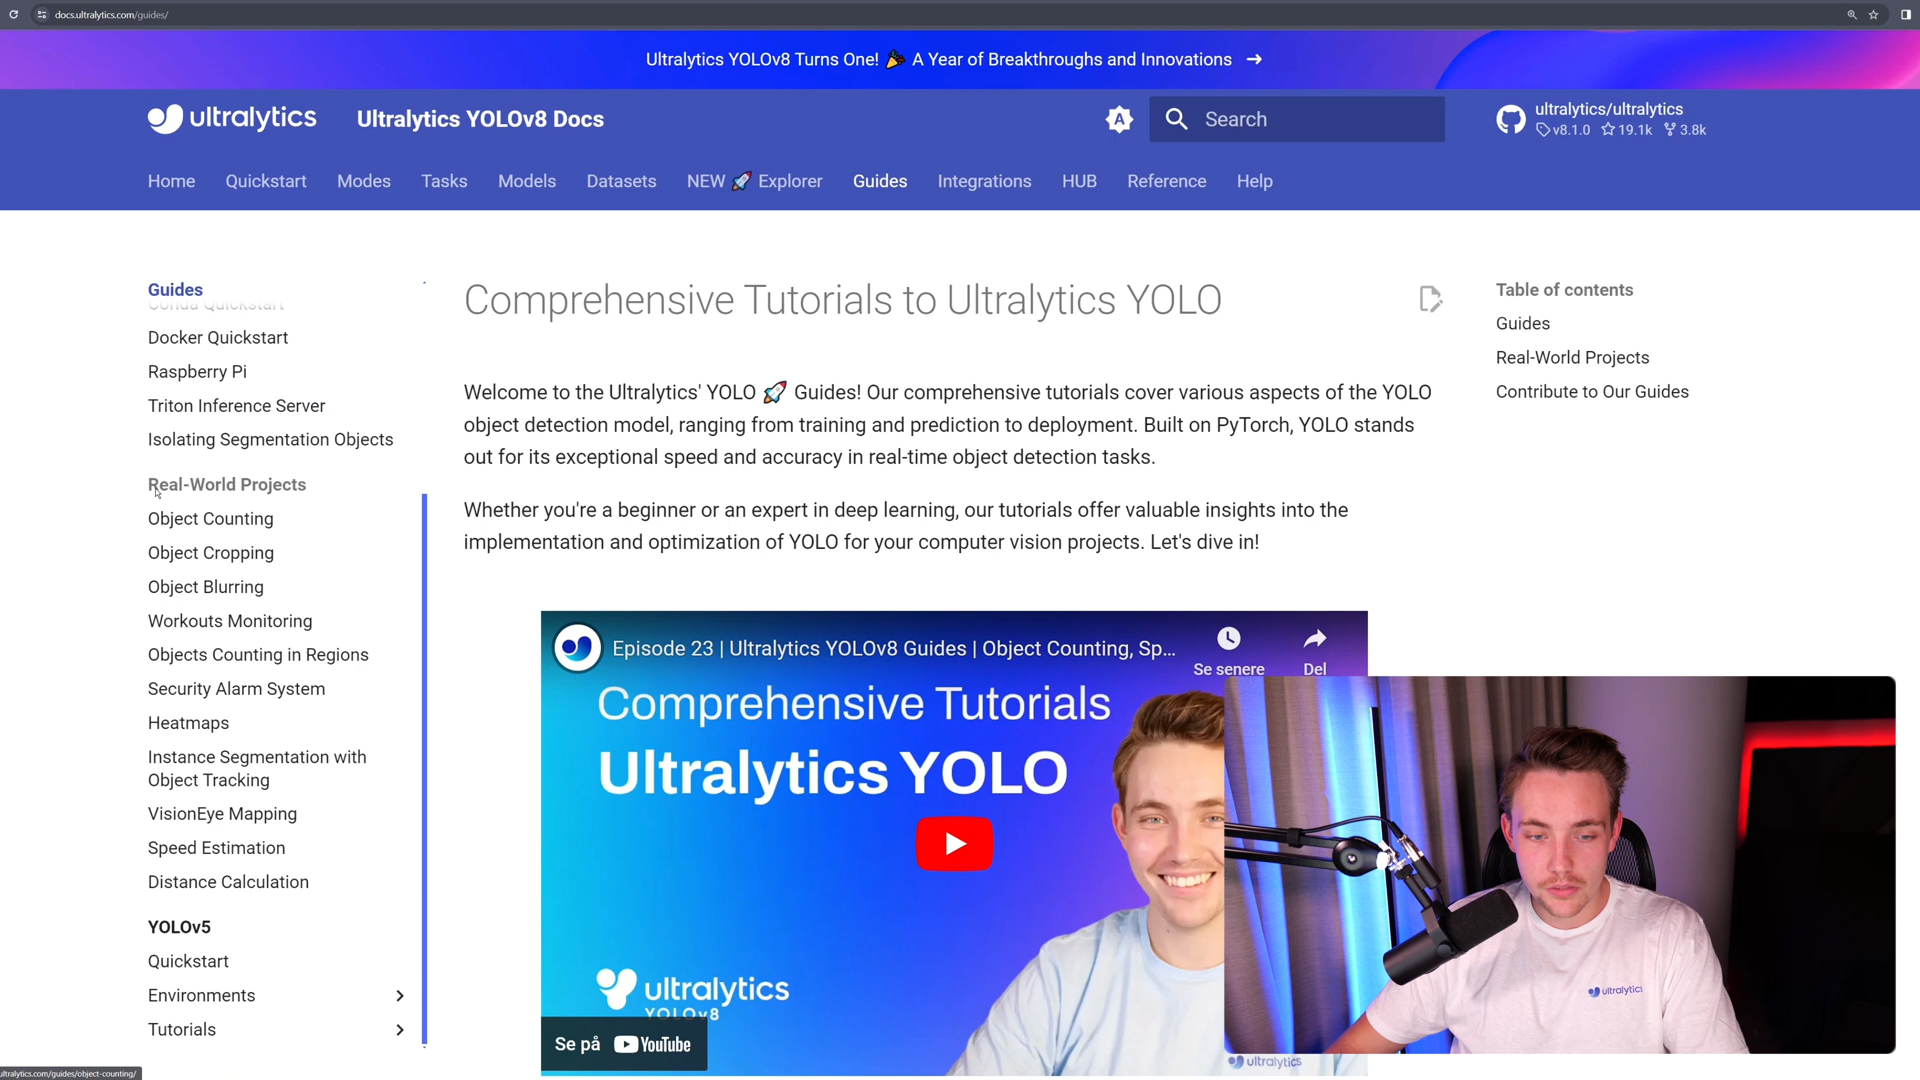 docs.ultralytics.com/guides/
Ultralytics YOLOv8 Turns One! 🎉 A Year of Breakthroughs and Innovations →
ultralytics
Ultralytics YOLOv8 Docs
A
Search
ultralytics/ultralytics
v8.1.0 19.1k 3.8k
Home Quickstart Modes Tasks Models Datasets NEW 🚀 Explorer Guides Integrations HUB Reference Help
Guides
Conda Quickstart
Docker Quickstart
Raspberry Pi
Triton Inference Server
Isolating Segmentation Objects
Real-World Projects
Object Counting
Object Cropping
Object Blurring
Workouts Monitoring
Objects Counting in Regions
Security Alarm System
Heatmaps
Instance Segmentation with
Object Tracking
VisionEye Mapping
Speed Estimation
Distance Calculation
YOLOv5
Quickstart
Environments
Tutorials
Comprehensive Tutorials to Ultralytics YOLO
Welcome to the Ultralytics' YOLO 🚀 Guides! Our comprehensive tutorials cover various aspects of the YOLO
object detection model, ranging from training and prediction to deployment. Built on PyTorch, YOLO stands
out for its exceptional speed and accuracy in real-time object detection tasks.
Whether you're a beginner or an expert in deep learning, our tutorials offer valuable insights into the
implementation and optimization of YOLO for your computer vision projects. Let's dive in!
Episode 23 | Ultralytics YOLOv8 Guides | Object Counting, Sp...
Se senere
Del
Comprehensive Tutorials
Ultralytics YOLO
ultralytics
YOLOv8
Se på YouTube
ultralytics
ultralytics
Table of contents
Guides
Real-World Projects
Contribute to Our Guides
ultralytics.com/guides/object-counting/